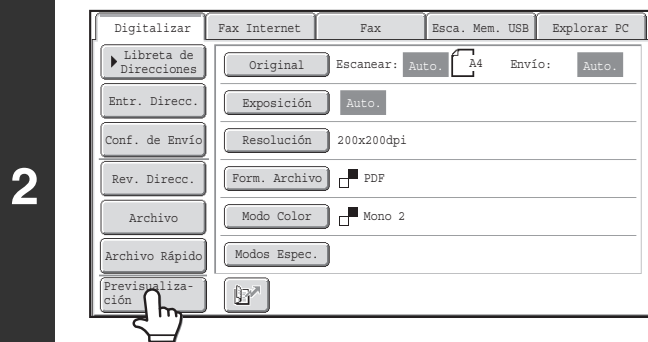 2
Digitalizar Fax Internet Fax Esca. Mem. USB Explorar PC
Libreta de
Direcciones
Original Escanear: Auto. A4 Envío: Auto.
Entr. Direcc. Exposición Auto.
Conf. de Envío Resolución 200x200dpi
Rev. Direcc. Form. Archivo PDF
Archivo Modo Color Mono 2
Archivo Rápido Modos Espec.
Previsualiza-
ción